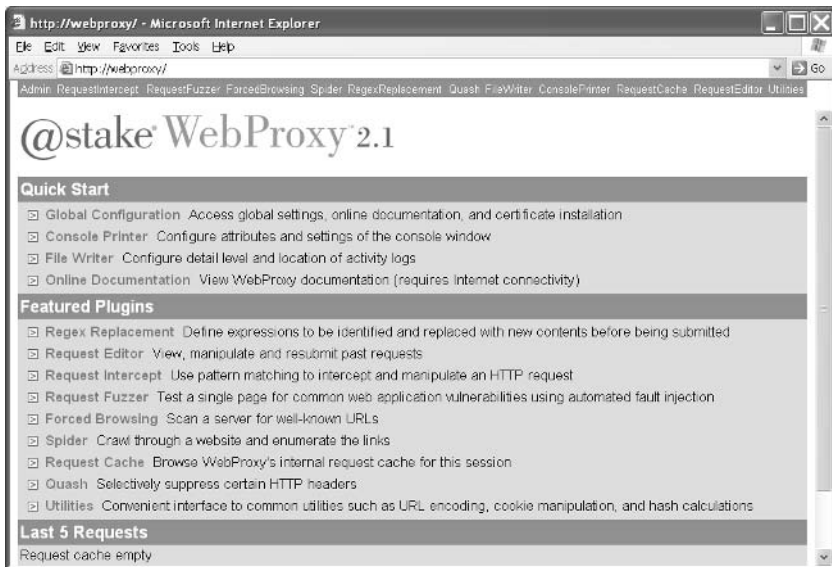 http://webproxy/ - Microsoft Internet Explorer
File Edit View Favorites Tools Help
Address http://webproxy/ Go
Admin RequestIntercept RequestFuzzer ForcedBrowsing Spider RegexReplacement Quash FileWriter ConsolePrinter RequestCache RequestEditor Utilities
@stake WebProxy™ 2.1
Quick Start
Global Configuration Access global settings, online documentation, and certificate installation
Console Printer Configure attributes and settings of the console window
File Writer Configure detail level and location of activity logs
Online Documentation View WebProxy documentation (requires Internet connectivity)
Featured Plugins
Regex Replacement Define expressions to be identified and replaced with new contents before being submitted
Request Editor View, manipulate and resubmit past requests
Request Intercept Use pattern matching to intercept and manipulate an HTTP request
Request Fuzzer Test a single page for common web application vulnerabilities using automated fault injection
Forced Browsing Scan a server for well-known URLs
Spider Crawl through a website and enumerate the links
Request Cache Browse WebProxy's internal request cache for this session
Quash Selectively suppress certain HTTP headers
Utilities Convenient interface to common utilities such as URL encoding, cookie manipulation, and hash calculations
Last 5 Requests
Request cache empty